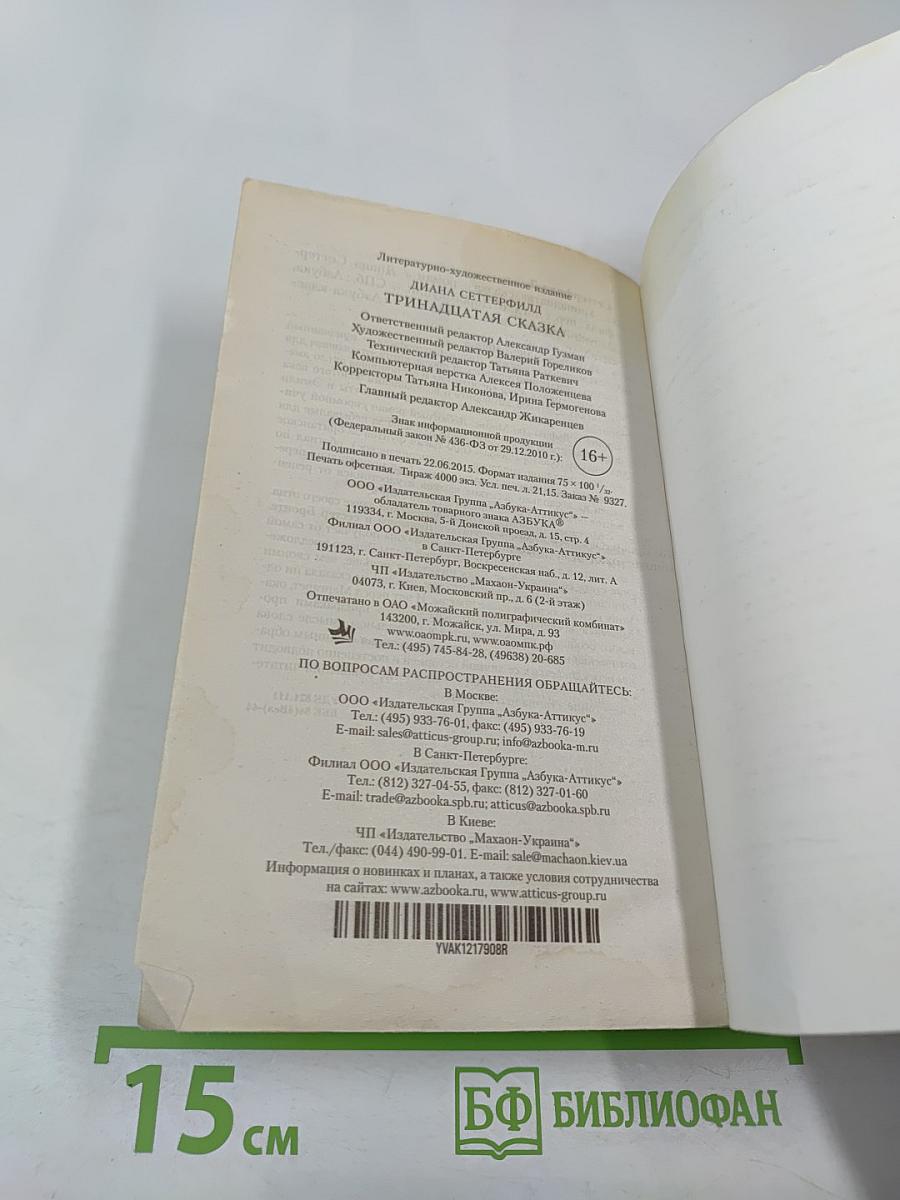 Литературно-художественное издание
ДИАНА СЕТТЕРФИЛД
ТРИНАДЦАТАЯ СКАЗКА
Ответственный редактор Александр Гузман
Художественный редактор Валерий Гореликов
Технический редактор Татьяна Раткевич
Компьютерная верстка Алексея Положенцева
Корректоры Татьяна Никонова, Ирина Гермогенова
Главный редактор Александр Жикаренцев
Знак информационной продукции
(Федеральный закон № 436-ФЗ от 29.12.2010 г.):
16+
Подписано в печать 22.06.2015. Формат издания 75 × 100 1/32.
Печать офсетная. Тираж 4000 экз. Усл. печ. л. 21,15. Заказ № 9327.
ООО «Издательская Группа „Азбука-Аттикус“» —
обладатель товарного знака АЗБУКА®
119334, г. Москва, 5-й Донской проезд, д. 15, стр. 4
Филиал ООО «Издательская Группа „Азбука-Аттикус“»
в Санкт-Петербурге
191123, г. Санкт-Петербург, Воскресенская наб., д. 12, лит. А
ЧП «Издательство „Махаон-Украина“»
04073, г. Киев, Московский пр., д. 6 (2-й этаж)
Отпечатано в ОАО «Можайский полиграфический комбинат»
143200, г. Можайск, ул. Мира, д. 93
www.oaompk.ru, www.оаомпк.рф
Тел.: (495) 745-84-28, (49638) 20-685
ПО ВОПРОСАМ РАСПРОСТРАНЕНИЯ ОБРАЩАЙТЕСЬ:
В Москве:
ООО «Издательская Группа „Азбука-Аттикус“»
Тел.: (495) 933-76-01, факс: (495) 933-76-19
E-mail: sales@atticus-group.ru; info@azbooka-m.ru
В Санкт-Петербурге:
Филиал ООО «Издательская Группа „Азбука-Аттикус“»
Тел.: (812) 327-04-55, факс: (812) 327-01-60
E-mail: trade@azbooka.spb.ru; atticus@azbooka.spb.ru
В Киеве:
ЧП «Издательство „Махаон-Украина“»
Тел./факс: (044) 490-99-01. E-mail: sale@machaon.kiev.ua
Информация о новинках и планах, а также условия сотрудничества
на сайтах: www.azbooka.ru, www.atticus-group.ru
YVAK1217908R
15 см
БФ БИБЛИОФАН